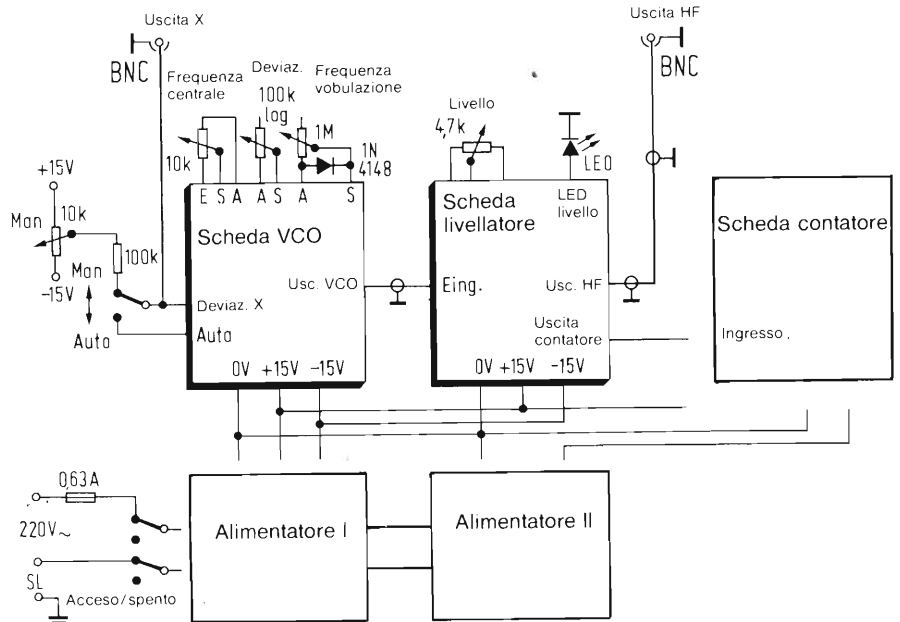 Uscita X
BNC
Uscita HF
BNC
Frequenza
centrale
Deviaz.
100k
log
Frequenza
vobulazione
1M
1N
4148
10k
Livello
4,7k
LED
E S A A S A S
Scheda VCO
Usc. VCO
Deviaz. X
Auto
0V +15V –15V
+15V
Man
10k
–15V
100k
Man
Auto
Scheda
livellatore
LED
livello
Eing.
Usc. HF
Uscita
contatore
0V +15V –15V
Scheda contatore
Ingresso
0,63A
220V~
SL
Acceso/spento
Alimentatore I
Alimentatore II